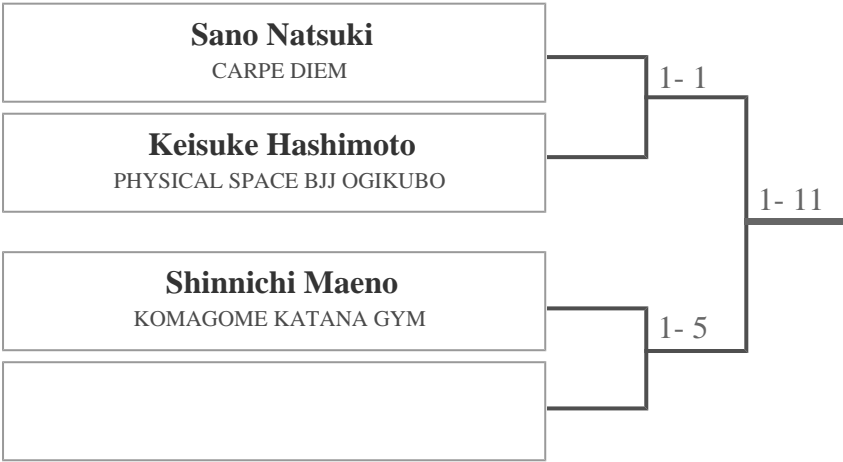 Sano Natsuki
CARPE DIEM
1- 1
Keisuke Hashimoto
PHYSICAL SPACE BJJ OGIKUBO
1- 11
Shinnichi Maeno
KOMAGOME KATANA GYM
1- 5